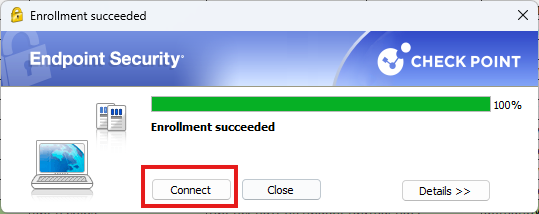 Enrollment succeeded
Endpoint Security®
CHECK POINT
100%
Enrollment succeeded
Connect
Close
Details >>